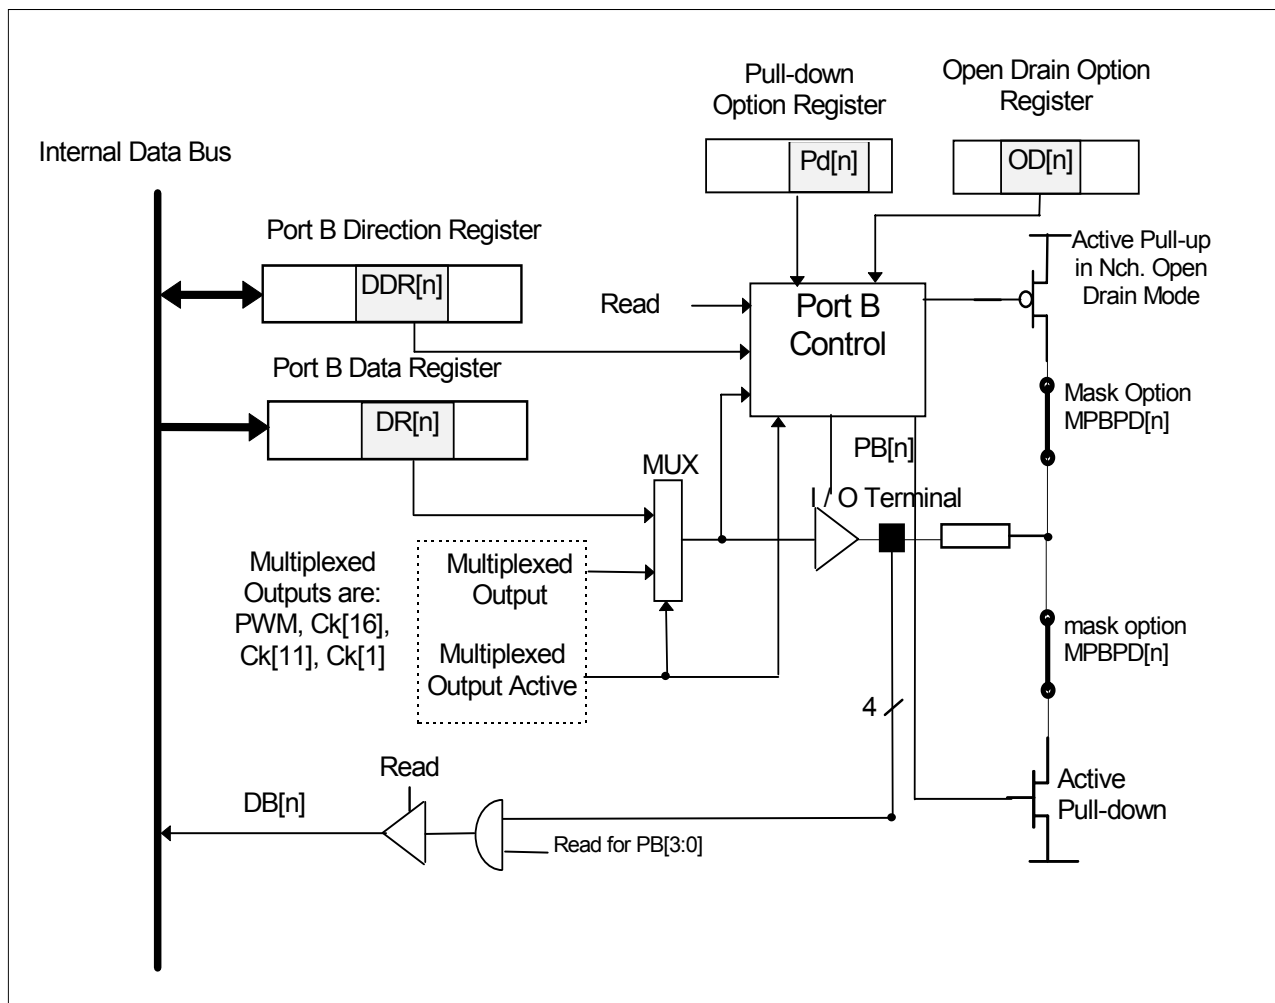 Pull-down
Option Register
Open Drain Option
Register
Internal Data Bus
Pd[n]
OD[n]
Port B Direction Register
DDR[n]
Active Pull-up
in Nch. Open
Drain Mode
Read
Port B
Control
Port B Data Register
DR[n]
Mask Option
MPBPD[n]
PB[n]
MUX
I / O Terminal
Multiplexed
Outputs are:
PWM, Ck[16],
Ck[11], Ck[1]
Multiplexed
Output
Multiplexed
Output Active
mask option
MPBPD[n]
4
Read
DB[n]
Active
Pull-down
Read for PB[3:0]